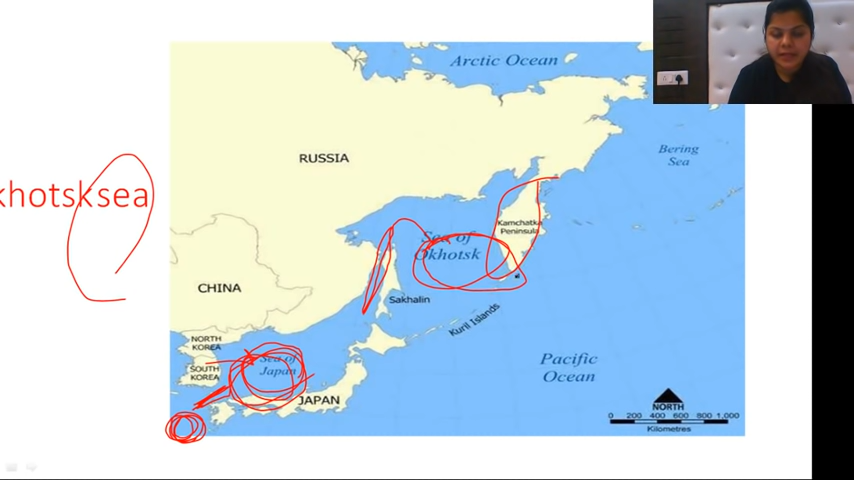 Arctic Ocean
RUSSIA
Bering
Sea
khotsksea
Kamchatka
Peninsula
Sea of
Okhotsk
CHINA
Sakhalin
Kuril Islands
NORTH
KOREA
SOUTH
KOREA
Sea of
Japan
JAPAN
Pacific
Ocean
NORTH
0 200 400 600 800 1,000
Kilometres